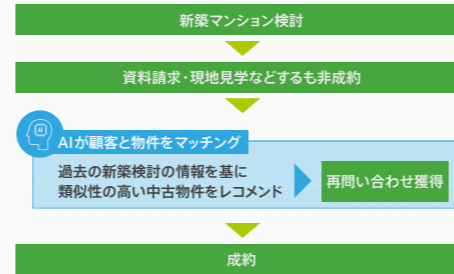 新築マンション検討
資料請求・現地見学などするも非成約
AI
AIが顧客と物件をマッチング
過去の新築検討の情報を基に
類似性の高い中古物件をレコメンド
再問い合わせ獲得
成約